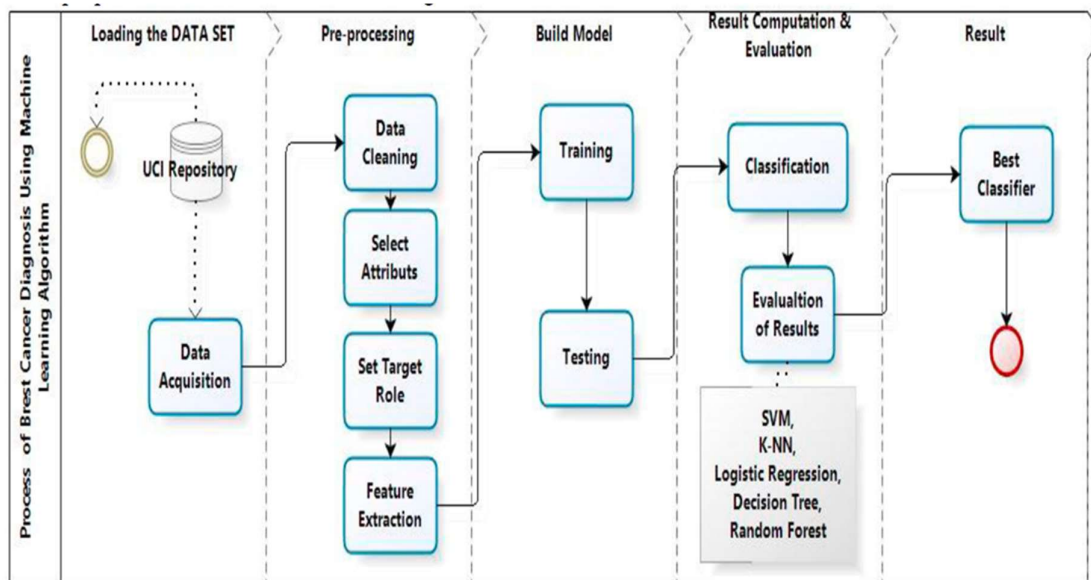 Process of Brest Cancer Diagnosis Using Machine
Learning Algorithm
Loading the DATA SET
UCI Repository
Data
Acquisition
Pre-processing
Data
Cleaning
Select
Attributs
Set Target
Role
Feature
Extraction
Build Model
Training
Testing
Result Computation &
Evaluation
Classification
Evalualtion
of Results
SVM,
K-NN,
Logistic Regression,
Decision Tree,
Random Forest
Result
Best
Classifier